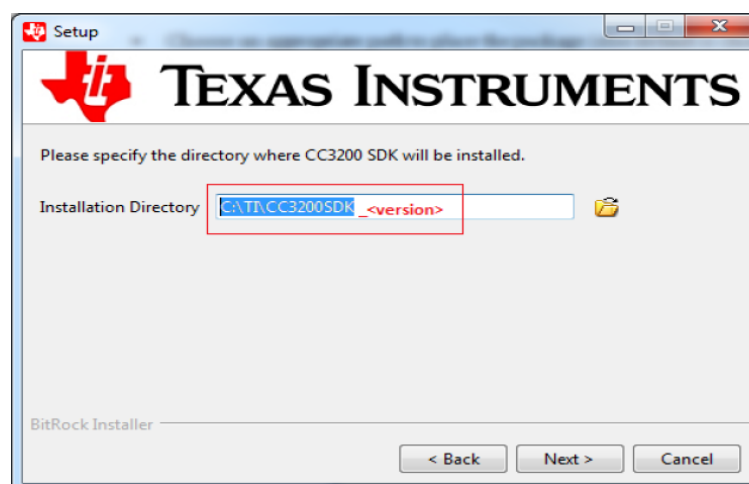 Setup
TEXAS INSTRUMENTS
Please specify the directory where CC3200 SDK will be installed.
Installation Directory C:\TI\CC3200SDK _<version>
BitRock Installer
< Back Next > Cancel